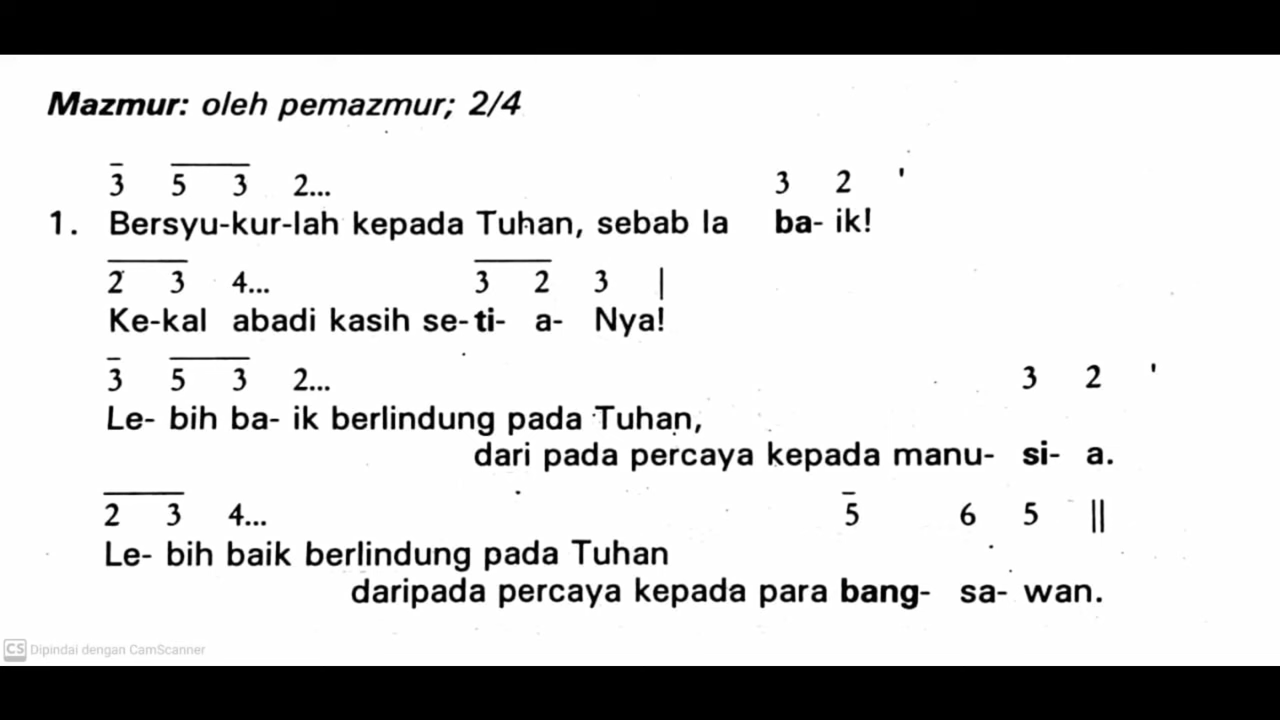 Mazmur: oleh pemazmur; 2/4
3 5 3 2... 3 2 '
1. Bersyu-kur-lah kepada Tuhan, sebab Ia ba- ik!
2 3 4... 3 2 3 |
Ke-kal abadi kasih se-ti- a- Nya!
3 5 3 2... 3 2 '
Le- bih ba- ik berlindung pada Tuhan,
dari pada percaya kepada manu- si- a.
2 3 4... 5 6 5 ||
Le- bih baik berlindung pada Tuhan
daripada percaya kepada para bang- sa- wan.
CS Dipindai dengan CamScanner